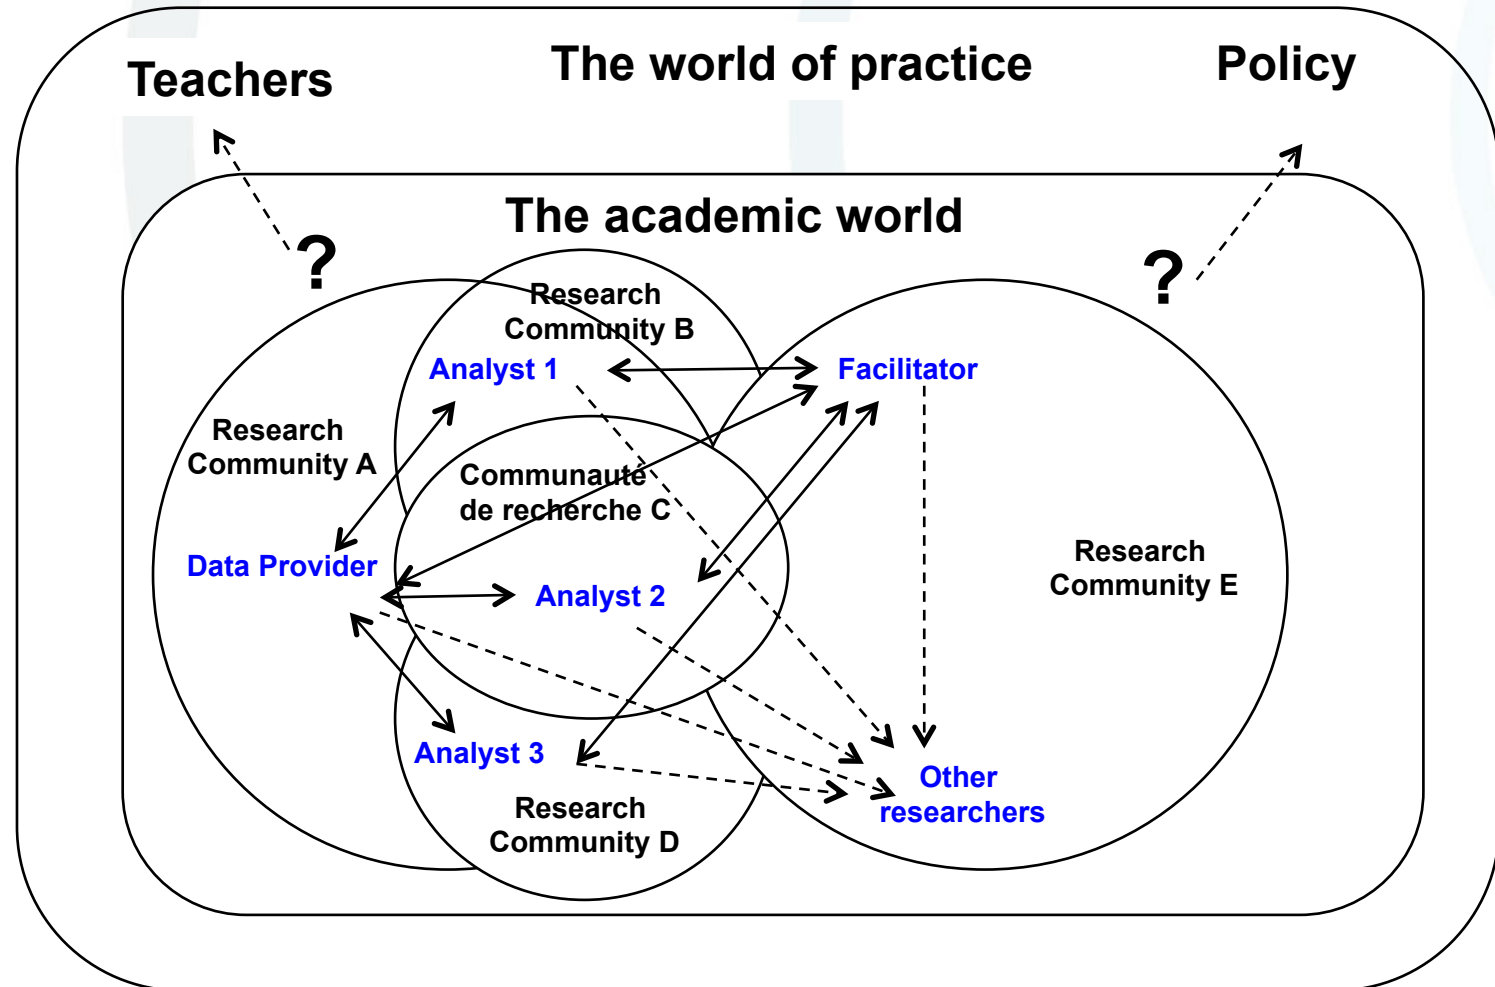 Teachers
The world of practice
Policy
The academic world
?
?
Research
Community B
Analyst 1
Facilitator
Research
Community A
Communauté
de recherche C
Data Provider
Analyst 2
Research
Community E
Analyst 3
Other
researchers
Research
Community D